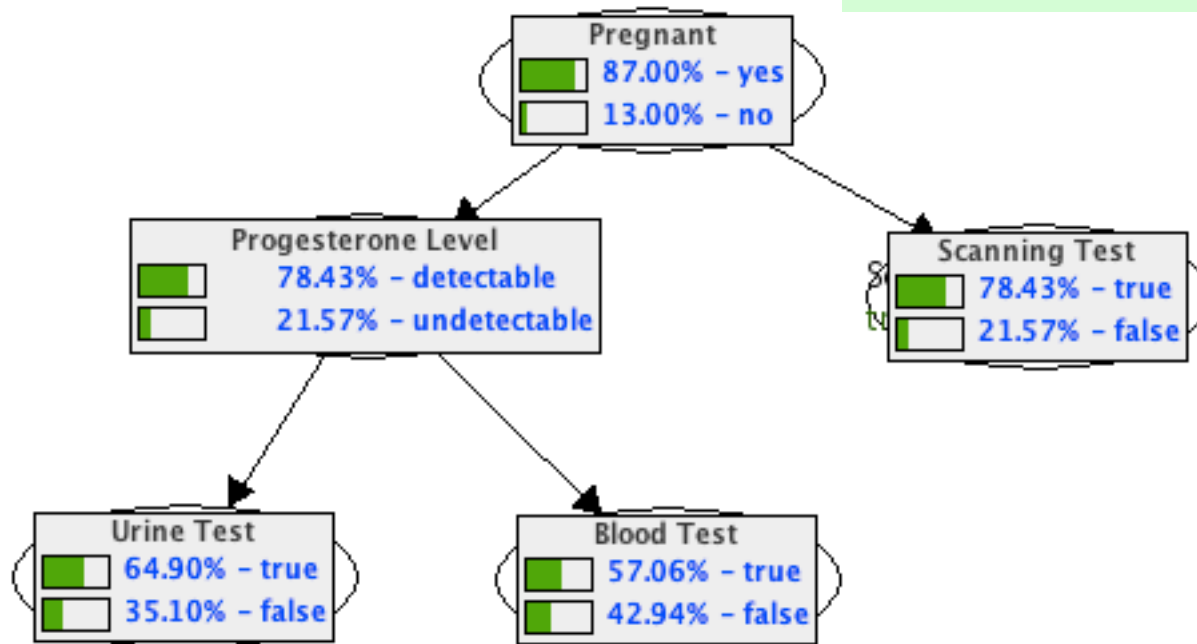 Pregnant
87.00% – yes
13.00% – no
Progesterone Level
78.43% – detectable
21.57% – undetectable
Scanning Test
78.43% – true
21.57% – false
Urine Test
64.90% – true
35.10% – false
Blood Test
57.06% – true
42.94% – false